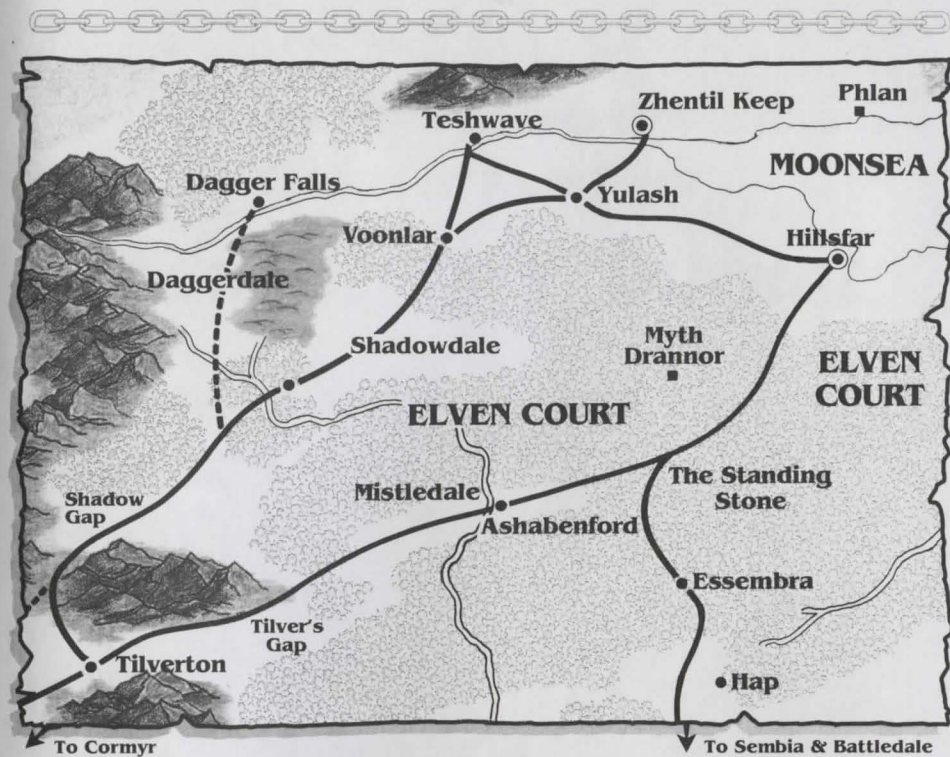 Zhentil Keep
Phlan
Teshwave
MOONSEA
Dagger Falls
Yulash
Voonlar
Hillsfar
Daggerdale
Myth
Drannor
Shadowdale
ELVEN
COURT
ELVEN COURT
The Standing
Stone
Mistledale
Shadow
Gap
Ashabenford
Essembra
Tilver's
Gap
Tilverton
Hap
To Cormyr
To Sembia & Battledale